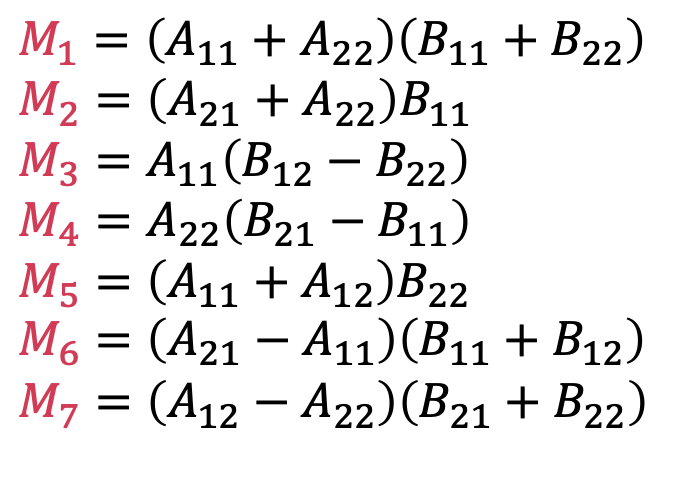 M₁ = (A₁₁ + A₂₂)(B₁₁ + B₂₂)
M₂ = (A₂₁ + A₂₂)B₁₁
M₃ = A₁₁(B₁₂ − B₂₂)
M₄ = A₂₂(B₂₁ − B₁₁)
M₅ = (A₁₁ + A₁₂)B₂₂
M₆ = (A₂₁ − A₁₁)(B₁₁ + B₁₂)
M₇ = (A₁₂ − A₂₂)(B₂₁ + B₂₂)